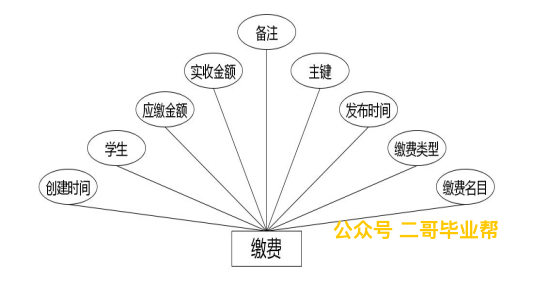 备注
实收金额
主键
应缴金额
发布时间
学生
缴费类型
创建时间
缴费名目
公众号 二哥毕业帮
缴费